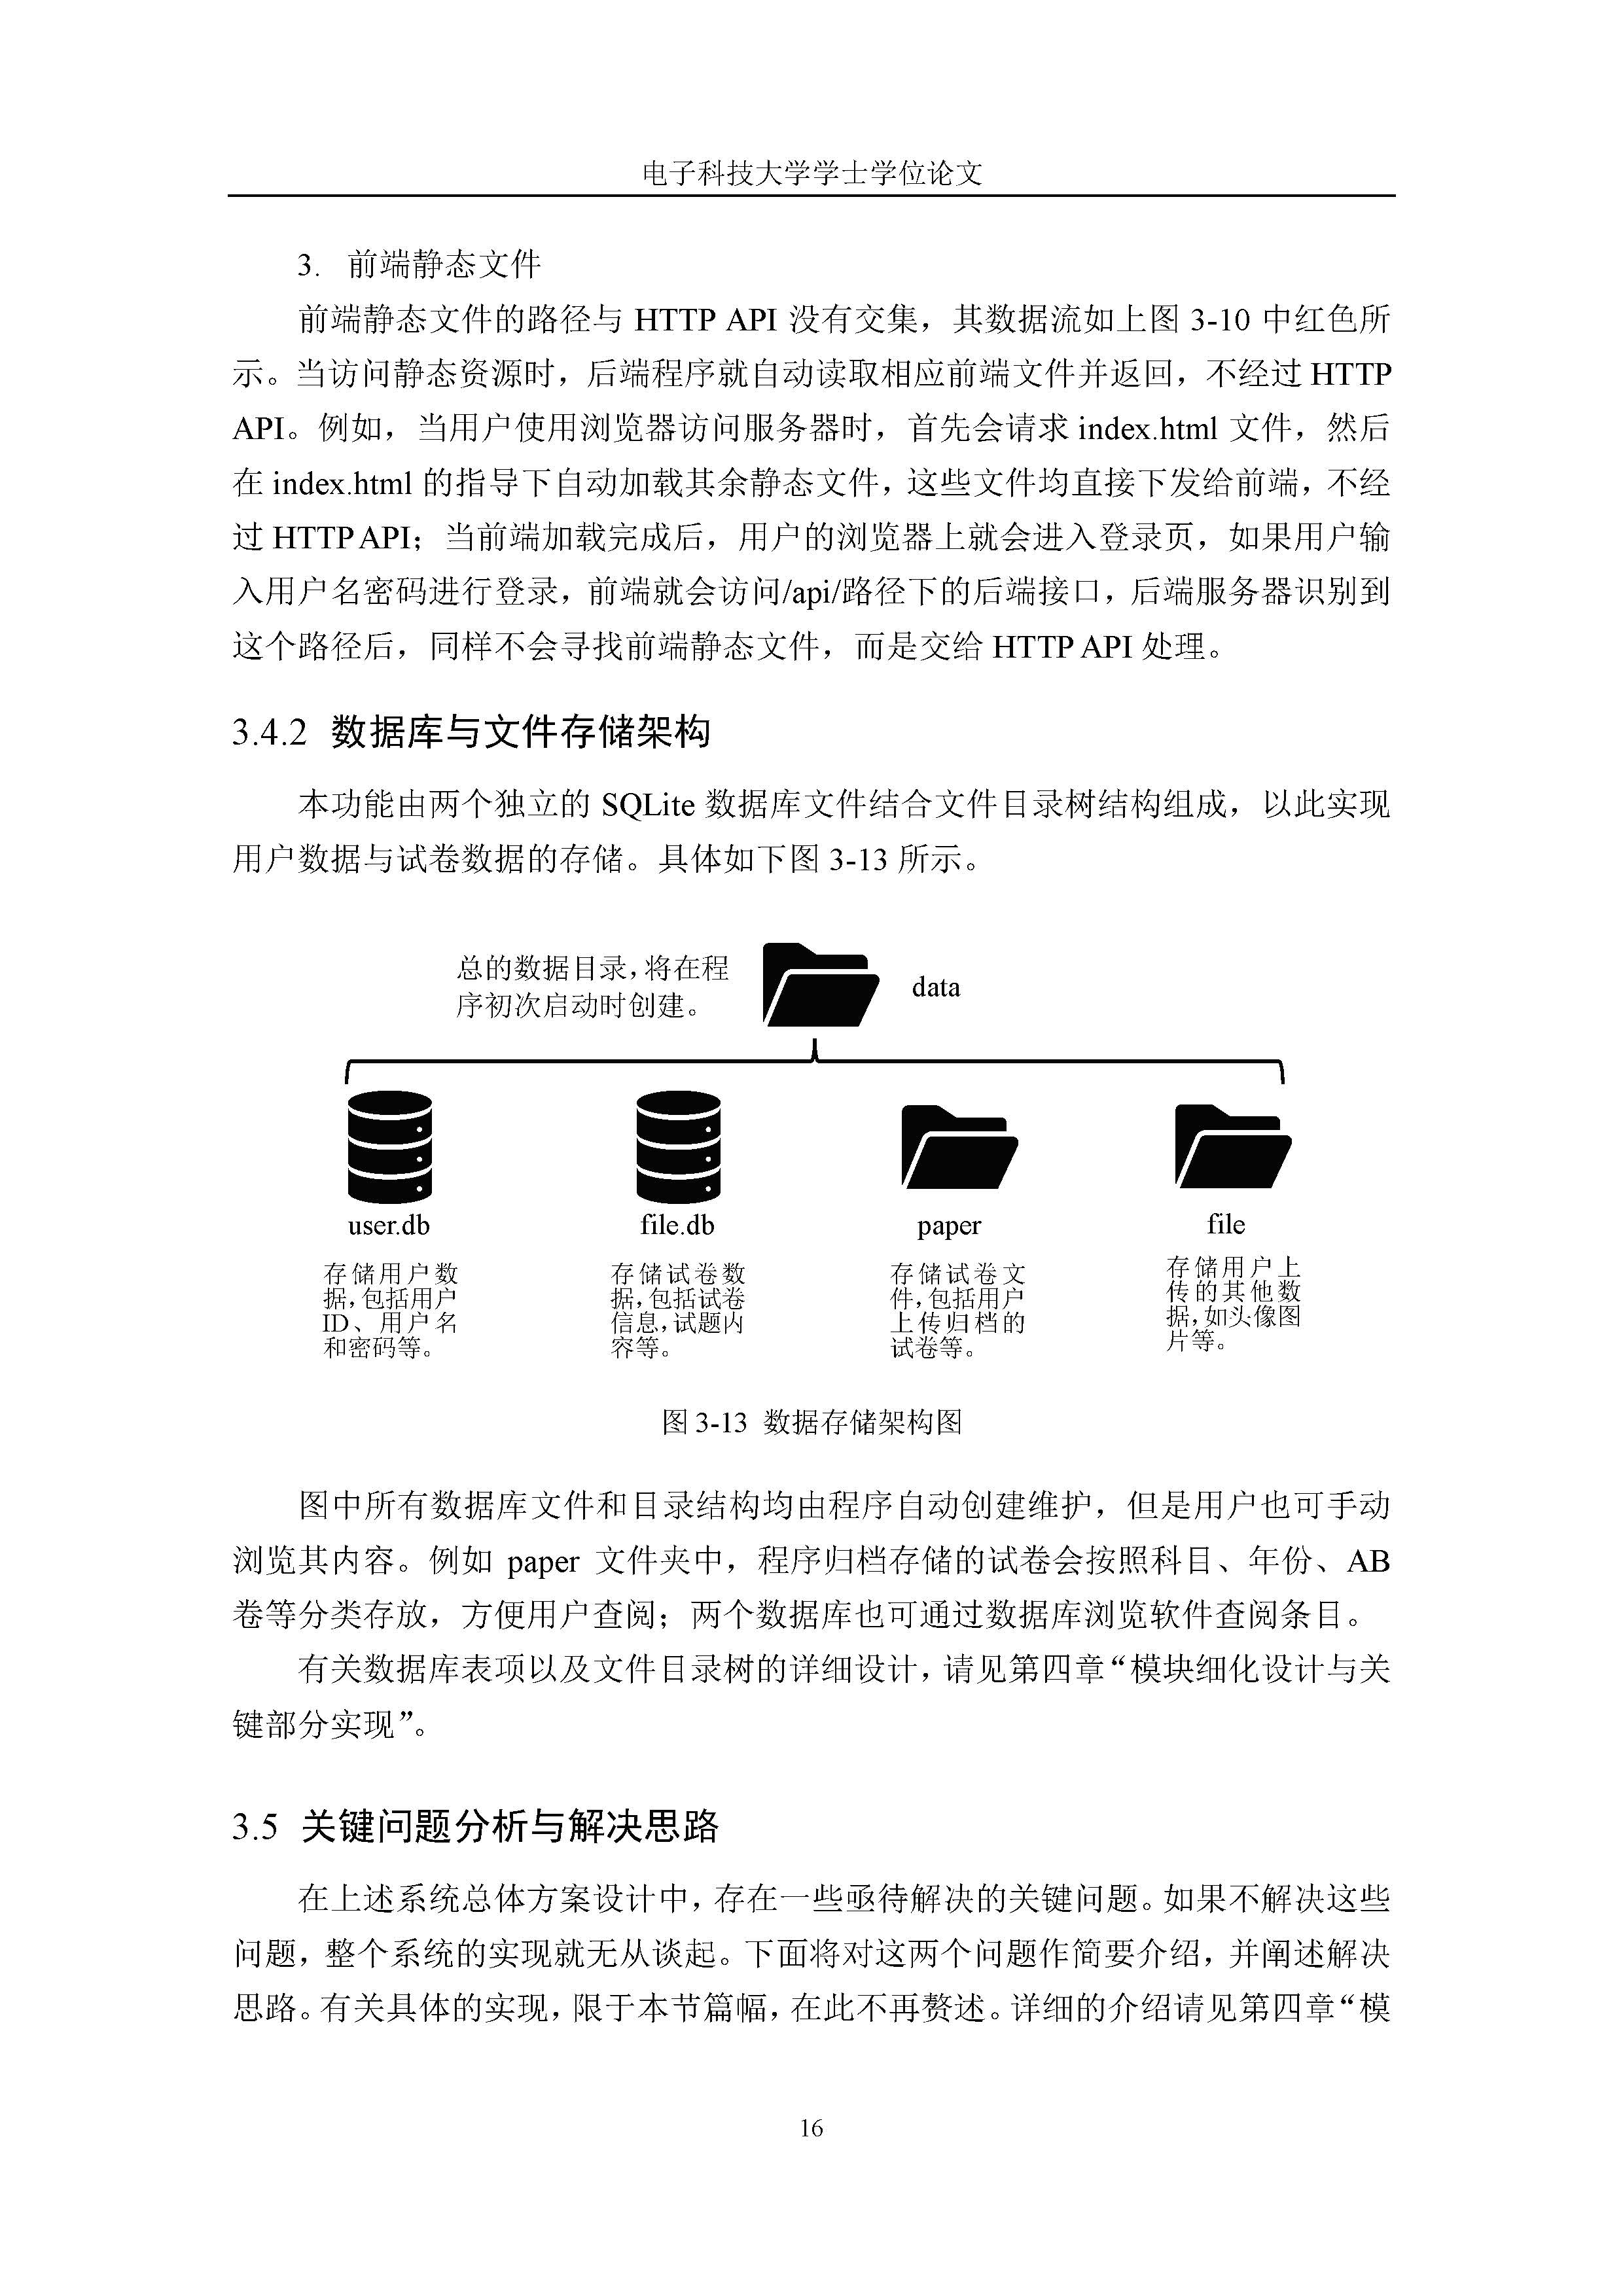 电子科技大学学士学位论文
3. 前端静态文件
前端静态文件的路径与 HTTP API 没有交集，其数据流如上图 3-10 中红色所
示。当访问静态资源时，后端程序就自动读取相应前端文件并返回，不经过 HTTP
API。例如，当用户使用浏览器访问服务器时，首先会请求 index.html 文件，然后
在 index.html 的指导下自动加载其余静态文件，这些文件均直接下发给前端，不经
过 HTTP API；当前端加载完成后，用户的浏览器上就会进入登录页，如果用户输
入用户名密码进行登录，前端就会访问/api/路径下的后端接口，后端服务器识别到
这个路径后，同样不会寻找前端静态文件，而是交给 HTTP API 处理。
3.4.2 数据库与文件存储架构
本功能由两个独立的 SQLite 数据库文件结合文件目录树结构组成，以此实现
用户数据与试卷数据的存储。具体如下图 3-13 所示。
总的数据目录，将在程
序初次启动时创建。
data
user.db
存储用户数
据，包括用户
ID、用户名
和密码等。
file.db
存储试卷数
据，包括试卷
信息，试题内
容等。
paper
存储试卷文
件，包括用户
上传归档的
试卷等。
file
存储用户上
传的其他数
据，如头像图
片等。
图 3-13 数据存储架构图
图中所有数据库文件和目录结构均由程序自动创建维护，但是用户也可手动
浏览其内容。例如 paper 文件夹中，程序归档存储的试卷会按照科目、年份、AB
卷等分类存放，方便用户查阅；两个数据库也可通过数据库浏览软件查阅条目。
有关数据库表项以及文件目录树的详细设计，请见第四章“模块细化设计与关
键部分实现”。
3.5 关键问题分析与解决思路
在上述系统总体方案设计中，存在一些亟待解决的关键问题。如果不解决这些
问题，整个系统的实现就无从谈起。下面将对这两个问题作简要介绍，并阐述解决
思路。有关具体的实现，限于本节篇幅，在此不再赘述。详细的介绍请见第四章“模
16